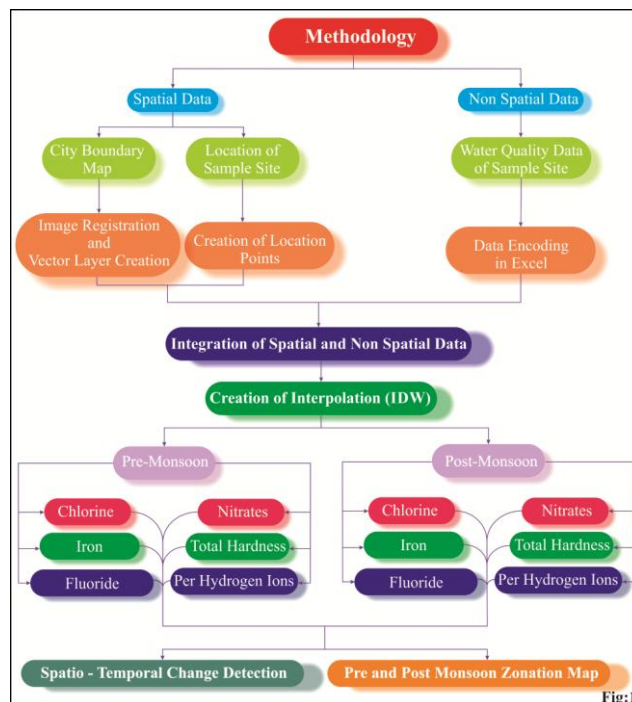 Methodology
Spatial Data
Non Spatial Data
City Boundary
Map
Location of
Sample Site
Water Quality Data
of Sample Site
Image Registration
and
Vector Layer Creation
Creation of Location
Points
Data Encoding
in Excel
Integration of Spatial and Non Spatial Data
Creation of Interpolation (IDW)
Pre-Monsoon
Post-Monsoon
Chlorine
Nitrates
Iron
Total Hardness
Fluoride
Per Hydrogen Ions
Chlorine
Nitrates
Iron
Total Hardness
Fluoride
Per Hydrogen Ions
Spatio - Temporal Change Detection
Pre and Post Monsoon Zonation Map
Fig:1